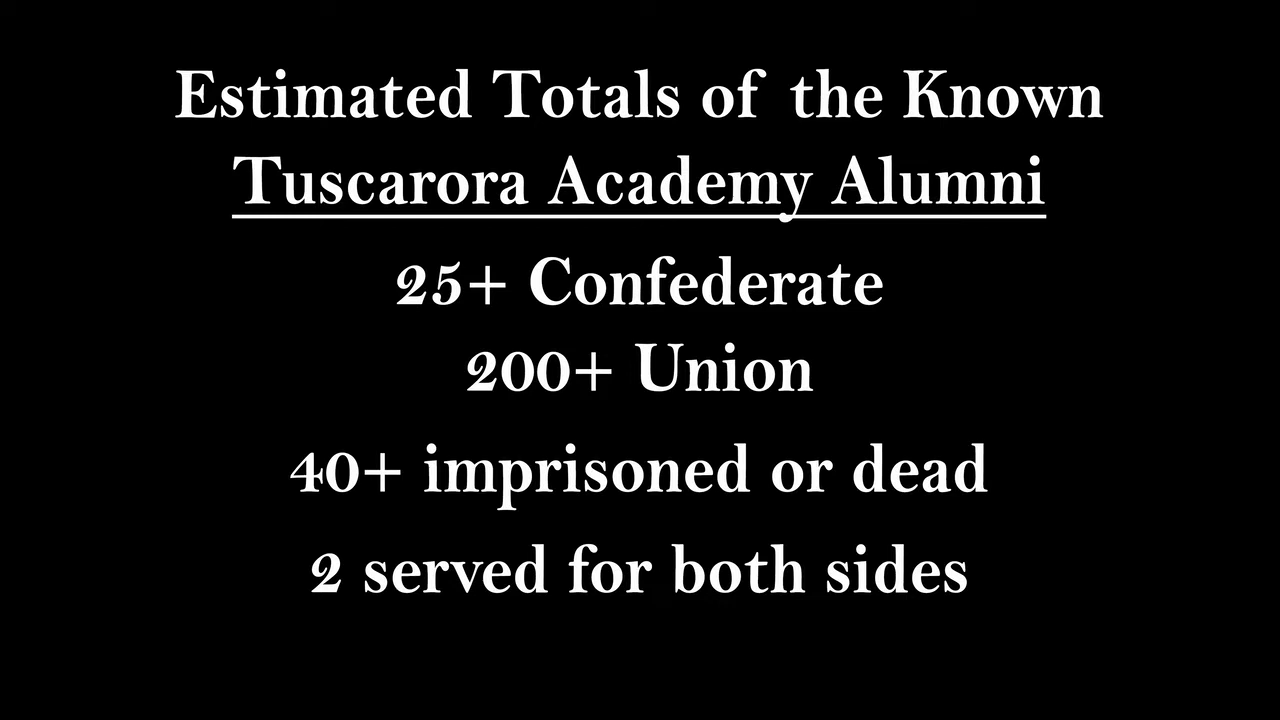 Estimated Totals of the Known
Tuscarora Academy Alumni
25+ Confederate
200+ Union
40+ imprisoned or dead
2 served for both sides